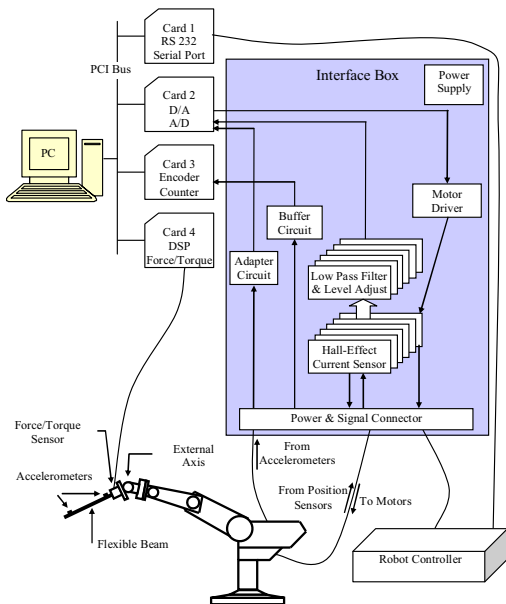 Card 1
RS 232
Serial Port
PCI Bus
Interface Box
Power
Supply
Card 2
D/A
A/D
PC
Card 3
Encoder
Counter
Motor
Driver
Buffer
Circuit
Card 4
DSP
Force/Torque
Adapter
Circuit
Low Pass Filter
& Level Adjust
Hall-Effect
Current Sensor
Power & Signal Connector
Force/Torque
Sensor
External
Axis
From
Accelerometers
Accelerometers
From Position
Sensors
To Motors
Flexible Beam
Robot Controller